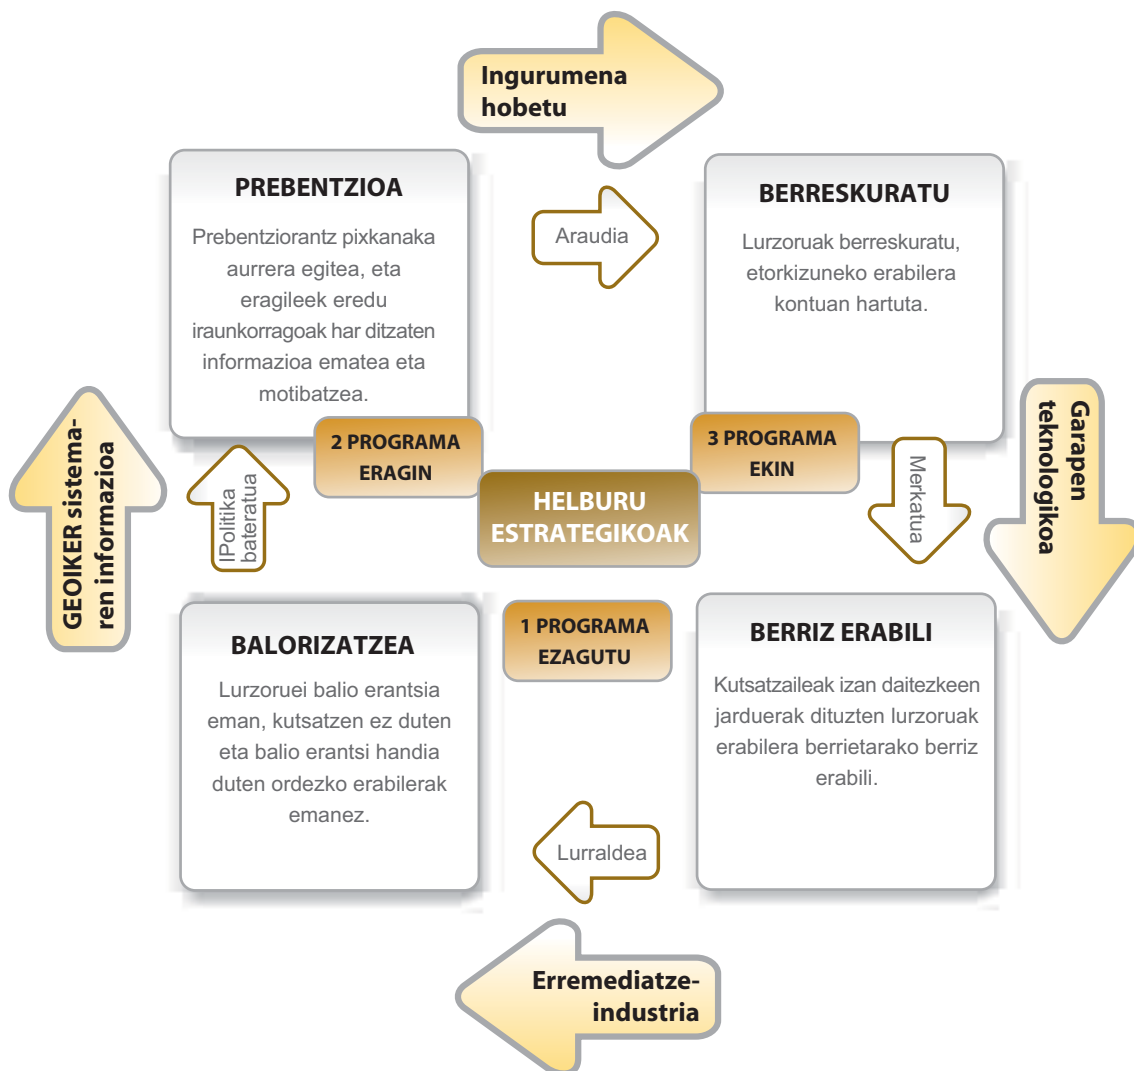 Ingurumena
hobetu
PREBENTZIOA
Prebentziorantz pixkanaka
aurrera egitea, eta
eragileek eredu
iraunkorragoak har ditzaten
informazioa ematea eta
motibatzea.
Araudia
BERRESKURATU
Lurzoruak berreskuratu,
etorkizuneko erabilera
kontuan hartuta.
GEOIKER sistema-
ren informazioa
IPolitika
bateratua
2 PROGRAMA
ERAGIN
HELBURU
ESTRATEGIKOAK
3 PROGRAMA
EKIN
Merkatua
Garapen
teknologikoa
BALORIZATZEA
Lurzoruei balio erantsia
eman, kutsatzen ez duten
eta balio erantsi handia
duten ordezko erabilerak
emanez.
1 PROGRAMA
EZAGUTU
BERRIZ ERABILI
Kutsatzaileak izan daitezkeen
jarduerak dituzten lurzoruak
erabilera berrietarako berriz
erabili.
Lurraldea
Erremediatze-
industria